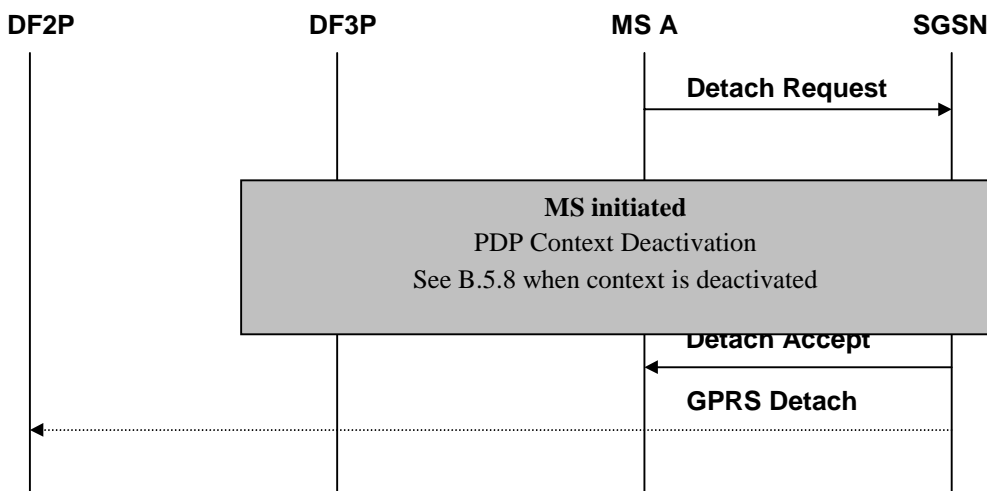 DF2P DF3P MS A SGSN
Detach Request
MS initiated
PDP Context Deactivation
See B.5.8 when context is deactivated
Detach Accept
GPRS Detach